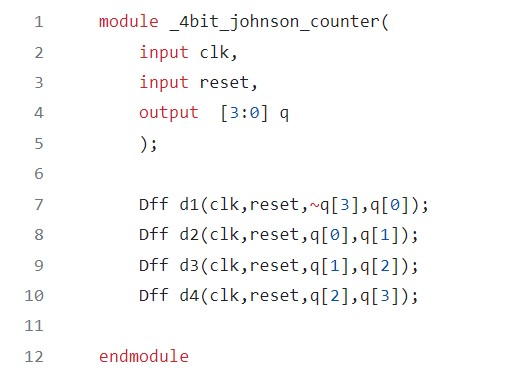 1 module _4bit_johnson_counter(
2 input clk,
3 input reset,
4 output [3:0] q
5 );
6
7 Dff d1(clk,reset,~q[3],q[0]);
8 Dff d2(clk,reset,q[0],q[1]);
9 Dff d3(clk,reset,q[1],q[2]);
10 Dff d4(clk,reset,q[2],q[3]);
11
12 endmodule